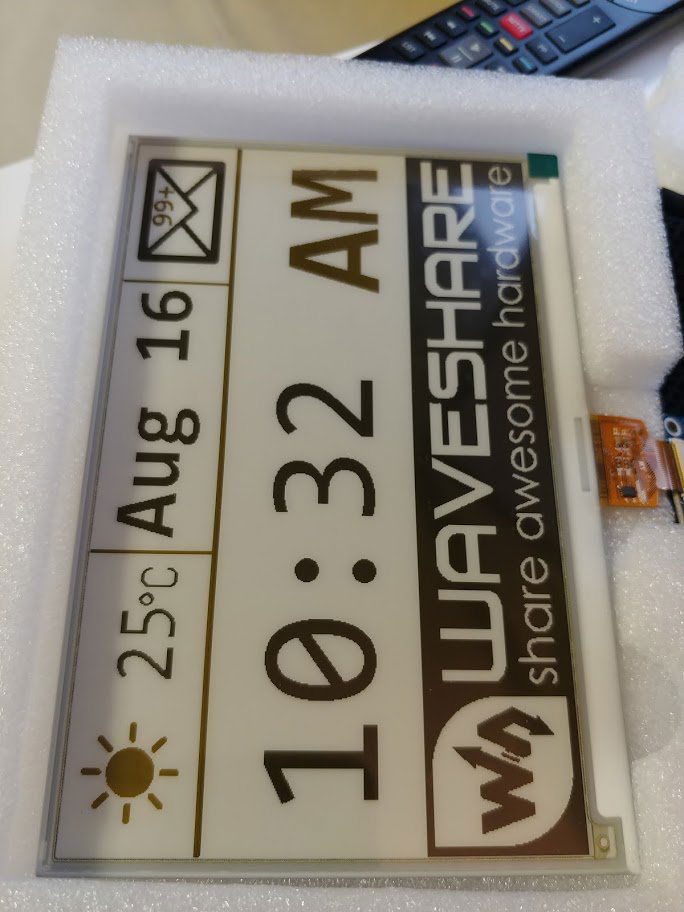 25°C
Aug 16
99+
10:32 AM
WAVESHARE
share awesome hardware